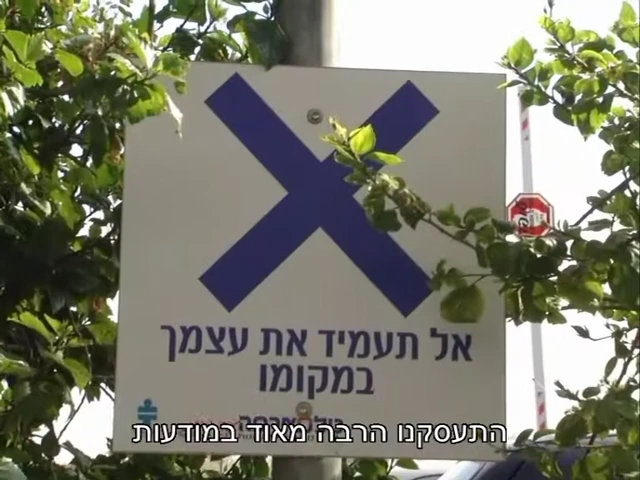 אל תעמיד את עצמך
במקומו
התעסקנו הרבה מאוד במודעות